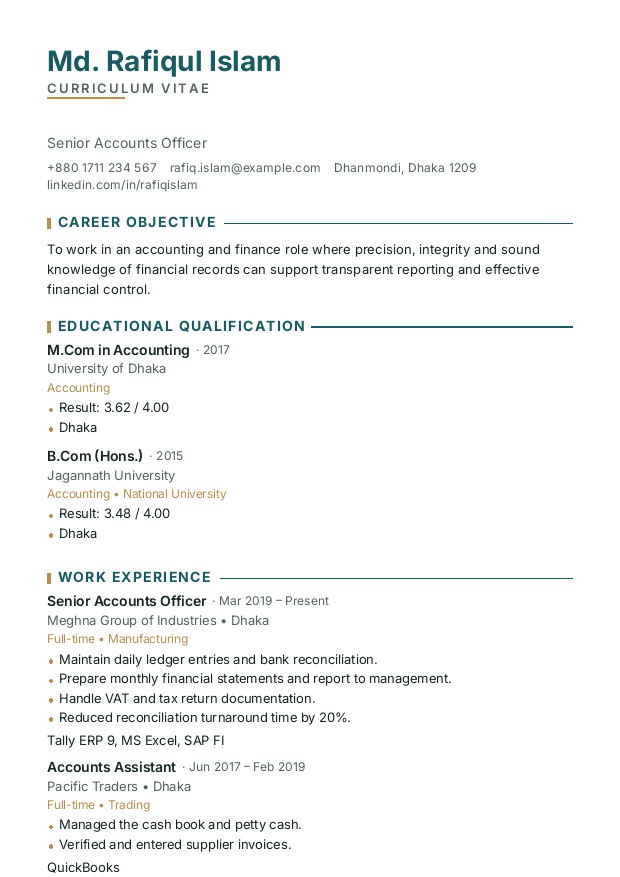 Md. Rafiqul Islam
CURRICULUM VITAE
Senior Accounts Officer
+880 1711 234 567 rafiq.islam@example.com Dhanmondi, Dhaka 1209
linkedin.com/in/rafiqislam
CAREER OBJECTIVE
To work in an accounting and finance role where precision, integrity and sound
knowledge of financial records can support transparent reporting and effective
financial control.
EDUCATIONAL QUALIFICATION
M.Com in Accounting · 2017
University of Dhaka
Accounting
• Result: 3.62 / 4.00
• Dhaka
B.Com (Hons.) · 2015
Jagannath University
Accounting • National University
• Result: 3.48 / 4.00
• Dhaka
WORK EXPERIENCE
Senior Accounts Officer · Mar 2019 – Present
Meghna Group of Industries • Dhaka
Full-time • Manufacturing
• Maintain daily ledger entries and bank reconciliation.
• Prepare monthly financial statements and report to management.
• Handle VAT and tax return documentation.
• Reduced reconciliation turnaround time by 20%.
Tally ERP 9, MS Excel, SAP FI
Accounts Assistant · Jun 2017 – Feb 2019
Pacific Traders • Dhaka
Full-time • Trading
• Managed the cash book and petty cash.
• Verified and entered supplier invoices.
QuickBooks